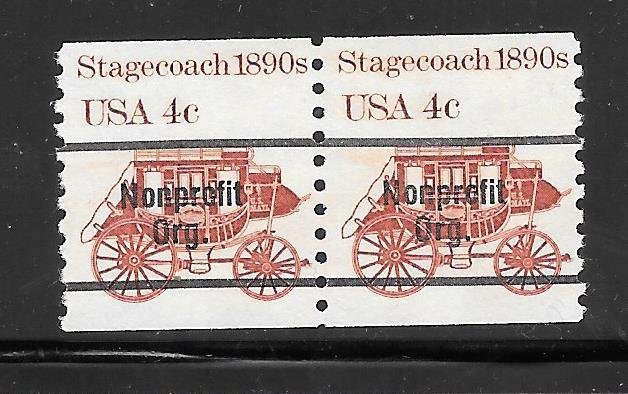 Stagecoach 1890s
USA 4c
Nonprofit
Org.
Stagecoach 1890s
USA 4c
Nonprofit
Org.